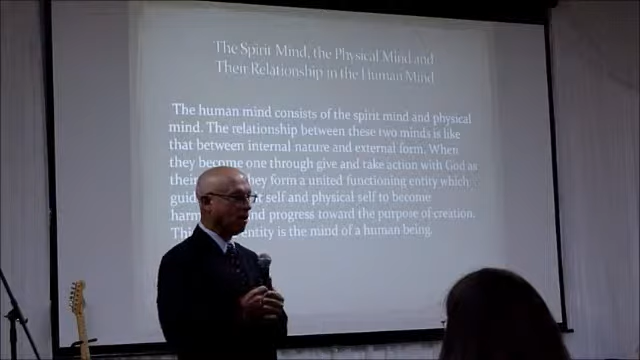 The Spirit Mind, the Physical Mind and
Their Relationship in the Human Mind
The human mind consists of the spirit mind and physical
mind. The relationship between these two minds is like
that between internal nature and external form. When
they become one through give and take action with God as
their they form a united functioning entity which
self and physical self to become
and progress toward the purpose of creation.
entity is the mind of a human being.